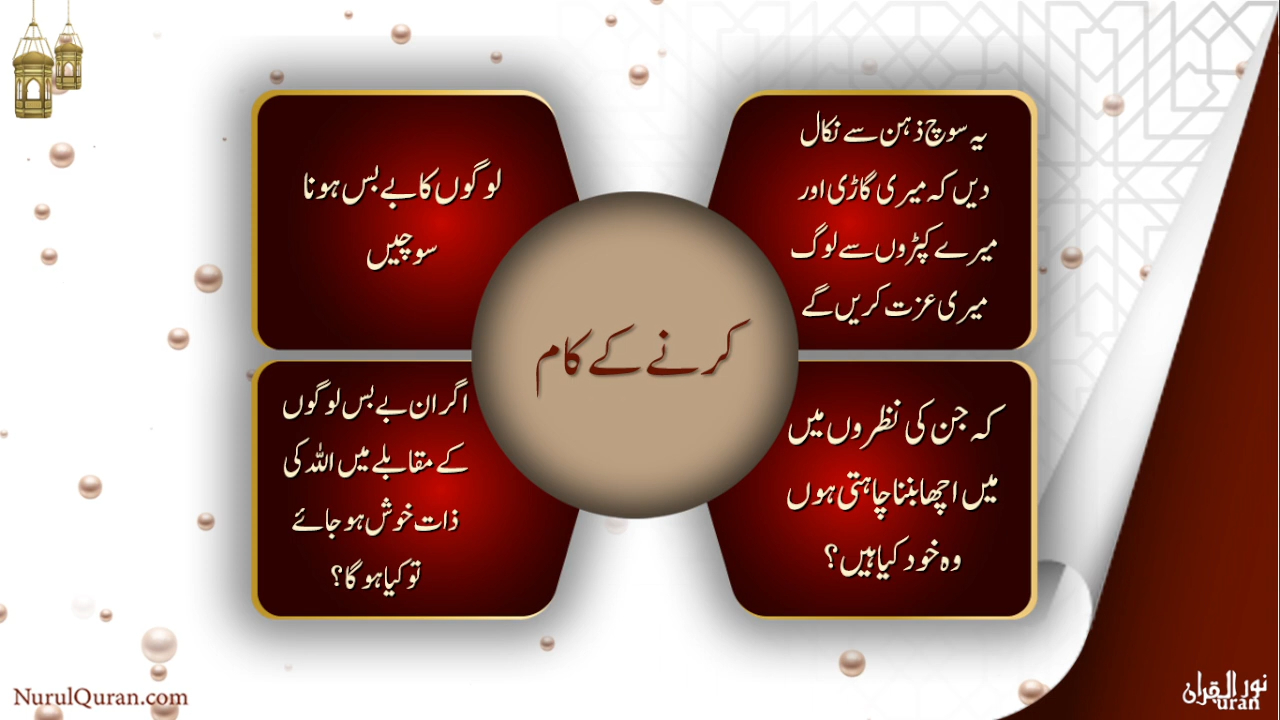 یہ سوچ ذہن سے نکال
دیں کہ میری گاڑی اور
میرے کپڑوں سے لوگ
میری عزت کریں گے
لوگوں کا بے بس ہونا
سوچیں
کرنے کے کام
کہ جن کی نظروں میں
میں اچھا بننا چاہتی ہوں
وہ خود کیا ہیں؟
اگر ان بے بس لوگوں
کے مقابلے میں اللہ کی
ذات خوش ہو جائے
تو کیا ہو گا؟
NurulQuran.com
نور القرآن
uran